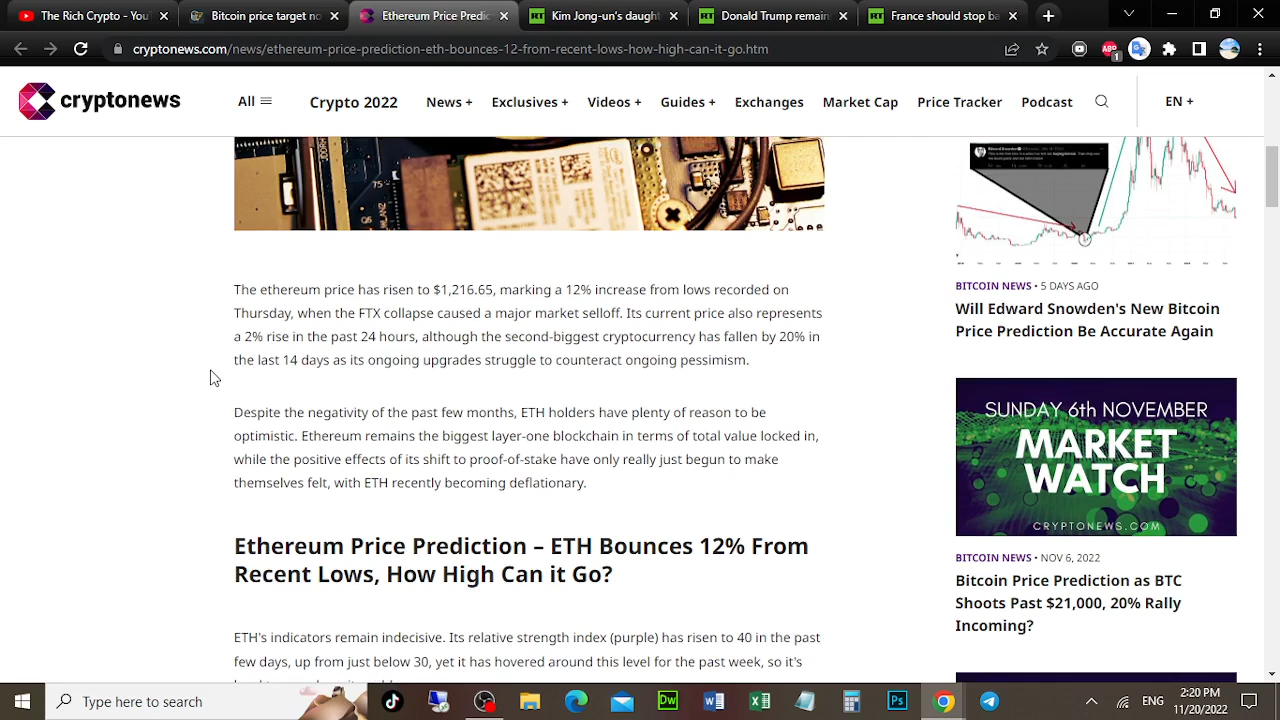 The Rich Crypto - You
Bitcoin price target no
Ethereum Price Predic
Kim Jong-un's daught
Donald Trump remain
France should stop ba
cryptonews.com/news/ethereum-price-prediction-eth-bounces-12-from-recent-lows-how-high-can-it-go.htm
ABP
1
cryptonews
All
Crypto 2022
News +
Exclusives +
Videos +
Guides +
Exchanges
Market Cap
Price Tracker
Podcast
EN +
The ethereum price has risen to $1,216.65, marking a 12% increase from lows recorded on
Thursday, when the FTX collapse caused a major market selloff. Its current price also represents
a 2% rise in the past 24 hours, although the second-biggest cryptocurrency has fallen by 20% in
the last 14 days as its ongoing upgrades struggle to counteract ongoing pessimism.
Despite the negativity of the past few months, ETH holders have plenty of reason to be
optimistic. Ethereum remains the biggest layer-one blockchain in terms of total value locked in,
while the positive effects of its shift to proof-of-stake have only really just begun to make
themselves felt, with ETH recently becoming deflationary.
Ethereum Price Prediction – ETH Bounces 12% From
Recent Lows, How High Can it Go?
ETH's indicators remain indecisive. Its relative strength index (purple) has risen to 40 in the past
few days, up from just below 30, yet it has hovered around this level for the past week, so it's
BITCOIN NEWS • 5 DAYS AGO
Will Edward Snowden's New Bitcoin
Price Prediction Be Accurate Again
SUNDAY 6th NOVEMBER
MARKET
WATCH
CRYPTONEWS.COM
BITCOIN NEWS • NOV 6, 2022
Bitcoin Price Prediction as BTC
Shoots Past $21,000, 20% Rally
Incoming?
Type here to search
Dw
Ps
ENG
2:20 PM
11/20/2022